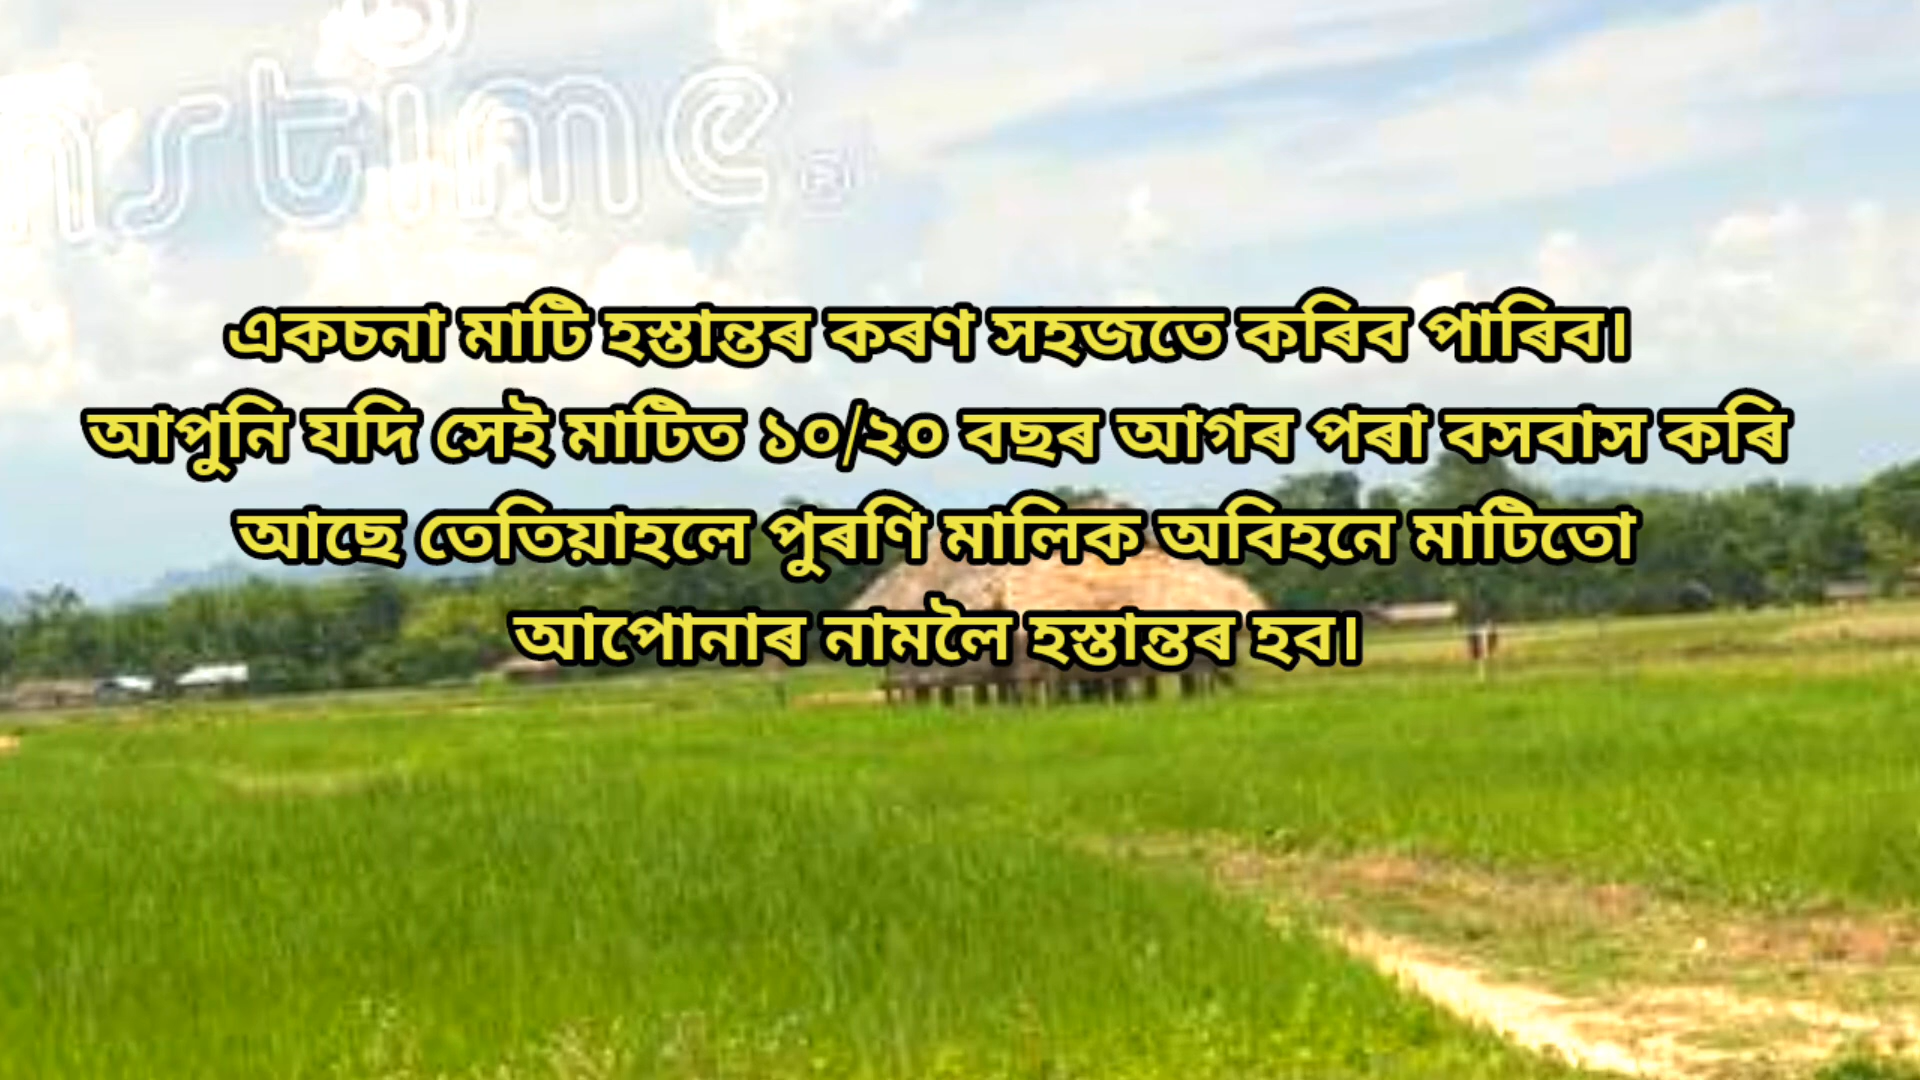 nstime
একচনা মাটি হস্তান্তৰ কৰণ সহজতে কৰিব পাৰিব।
আপুনি যদি সেই মাটিত ১০/২০ বছৰ আগৰ পৰা বসবাস কৰি
আছে তেতিয়াহলে পুৰণি মালিক অবিহনে মাটিতো
আপোনাৰ নামলৈ হস্তান্তৰ হব।